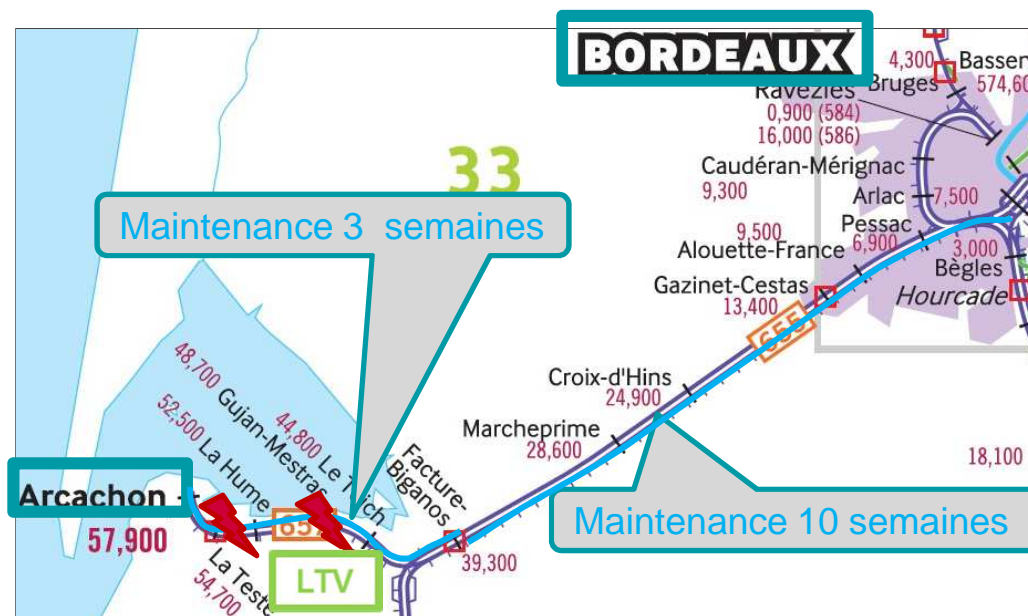 BORDEAUX
4,300
Bruges
Ravezies
0,900 (584)
16,000 (586)
33
Caudéran-Mérignac
9,300
Arlac
7,500
Maintenance 3 semaines
9,500
Pessac
6,900
3,000
Alouette-France
Bègles
Gazinet-Cestas
Hourcade
13,400
655
Croix-d'Hins
24,900
Marcheprime
28,600
48,700 Gujan-Mestras
44,800 Le Teich
52,500 La Hume
Facture-
Biganos
18,100
Arcachon
57,900
39,300
Maintenance 10 semaines
LTV
La Teste
54,700